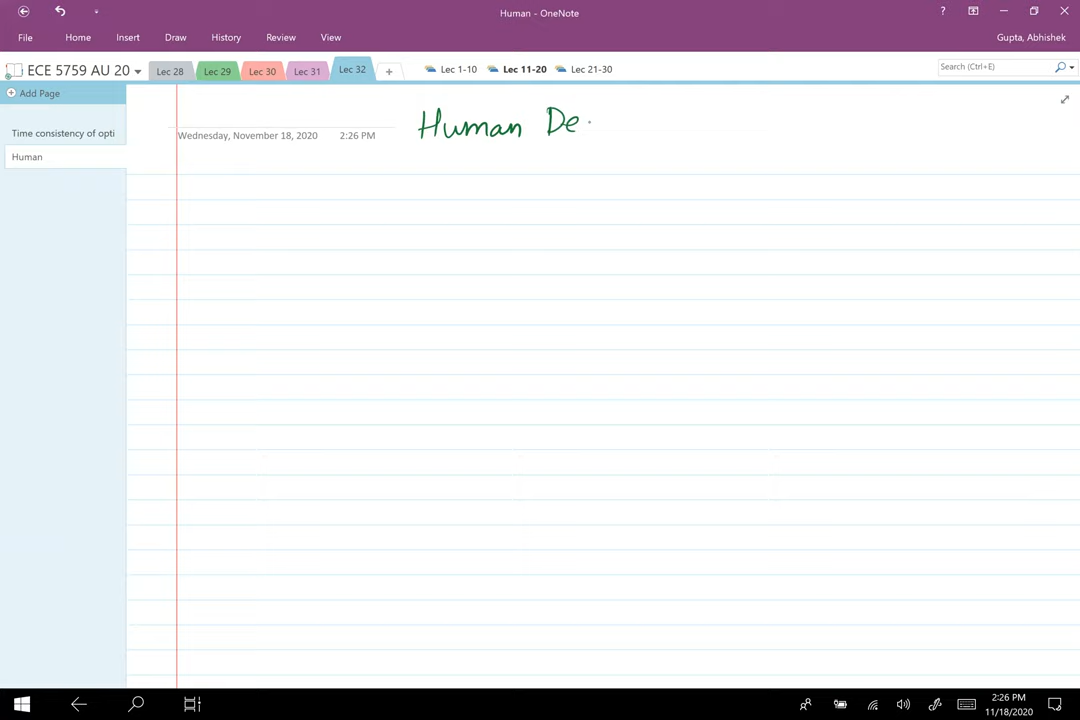 Human - OneNote
?
File Home Insert Draw History Review View
Gupta, Abhishek
ECE 5759 AU 20 Lec 28 Lec 29 Lec 30 Lec 31 Lec 32 + Lec 1-10 Lec 11-20 Lec 21-30
Search (Ctrl+E)
Add Page
Time consistency of opti
Human
Human De
Wednesday, November 18, 2020 2:26 PM
2:26 PM
11/18/2020